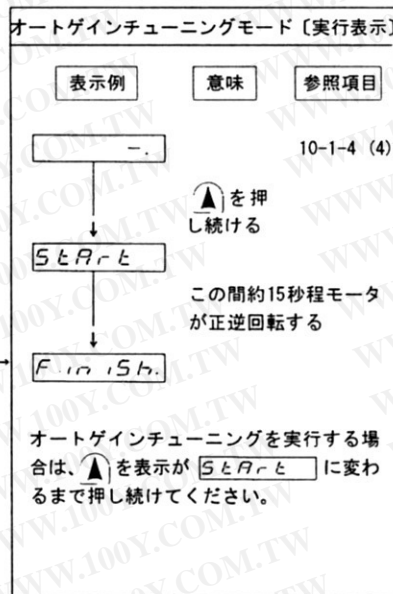 オートゲインチューニングモード〔実行表示〕
表示例 意味 参照項目
-. 10-1-4 (4)
を押
し続ける
StArt
この間約15秒程モータ
が正逆回転する
FiniSh.
オートゲインチューニングを実行する場
合は、を表示が StArt に変わ
るまで押し続けてください。
WWW.100Y.COM.TW